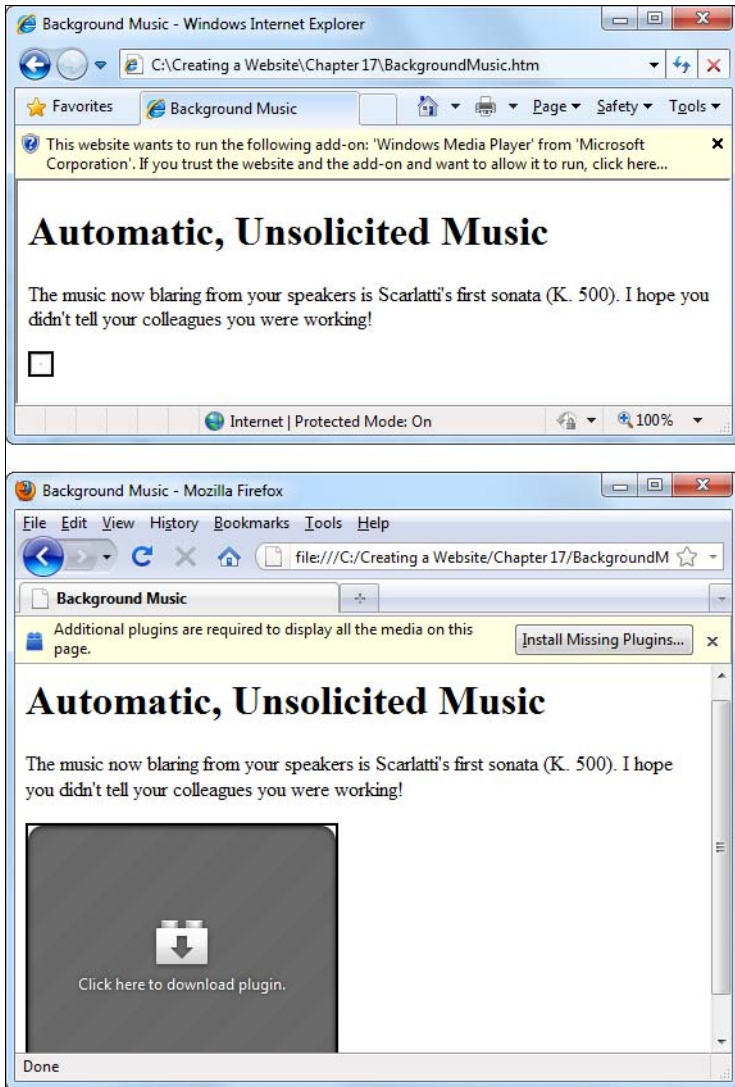 Background Music - Windows Internet Explorer
C:\Creating a Website\Chapter 17\BackgroundMusic.htm
Favorites
Background Music
Page
Safety
Tools
This website wants to run the following add-on: 'Windows Media Player' from 'Microsoft
Corporation'. If you trust the website and the add-on and want to allow it to run, click here...
Automatic, Unsolicited Music
The music now blaring from your speakers is Scarlatti's first sonata (K. 500). I hope you
didn't tell your colleagues you were working!
Internet | Protected Mode: On
100%
Background Music - Mozilla Firefox
File Edit View History Bookmarks Tools Help
file:///C:/Creating a Website/Chapter 17/BackgroundM
Background Music
Additional plugins are required to display all the media on this
page.
Install Missing Plugins...
Automatic, Unsolicited Music
The music now blaring from your speakers is Scarlatti's first sonata (K. 500). I hope
you didn't tell your colleagues you were working!
Click here to download plugin.
Done